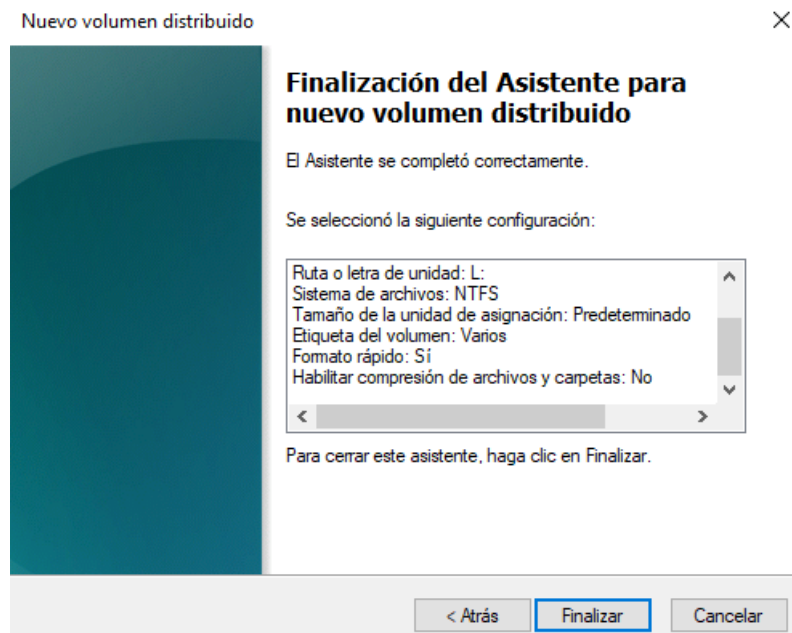 Nuevo volumen distribuido
Finalización del Asistente para
nuevo volumen distribuido
El Asistente se completó correctamente.
Se seleccionó la siguiente configuración:
Ruta o letra de unidad: L:
Sistema de archivos: NTFS
Tamaño de la unidad de asignación: Predeterminado
Etiqueta del volumen: Varios
Formato rápido: Sí
Habilitar compresión de archivos y carpetas: No
Para cerrar este asistente, haga clic en Finalizar.
< Atrás
Finalizar
Cancelar